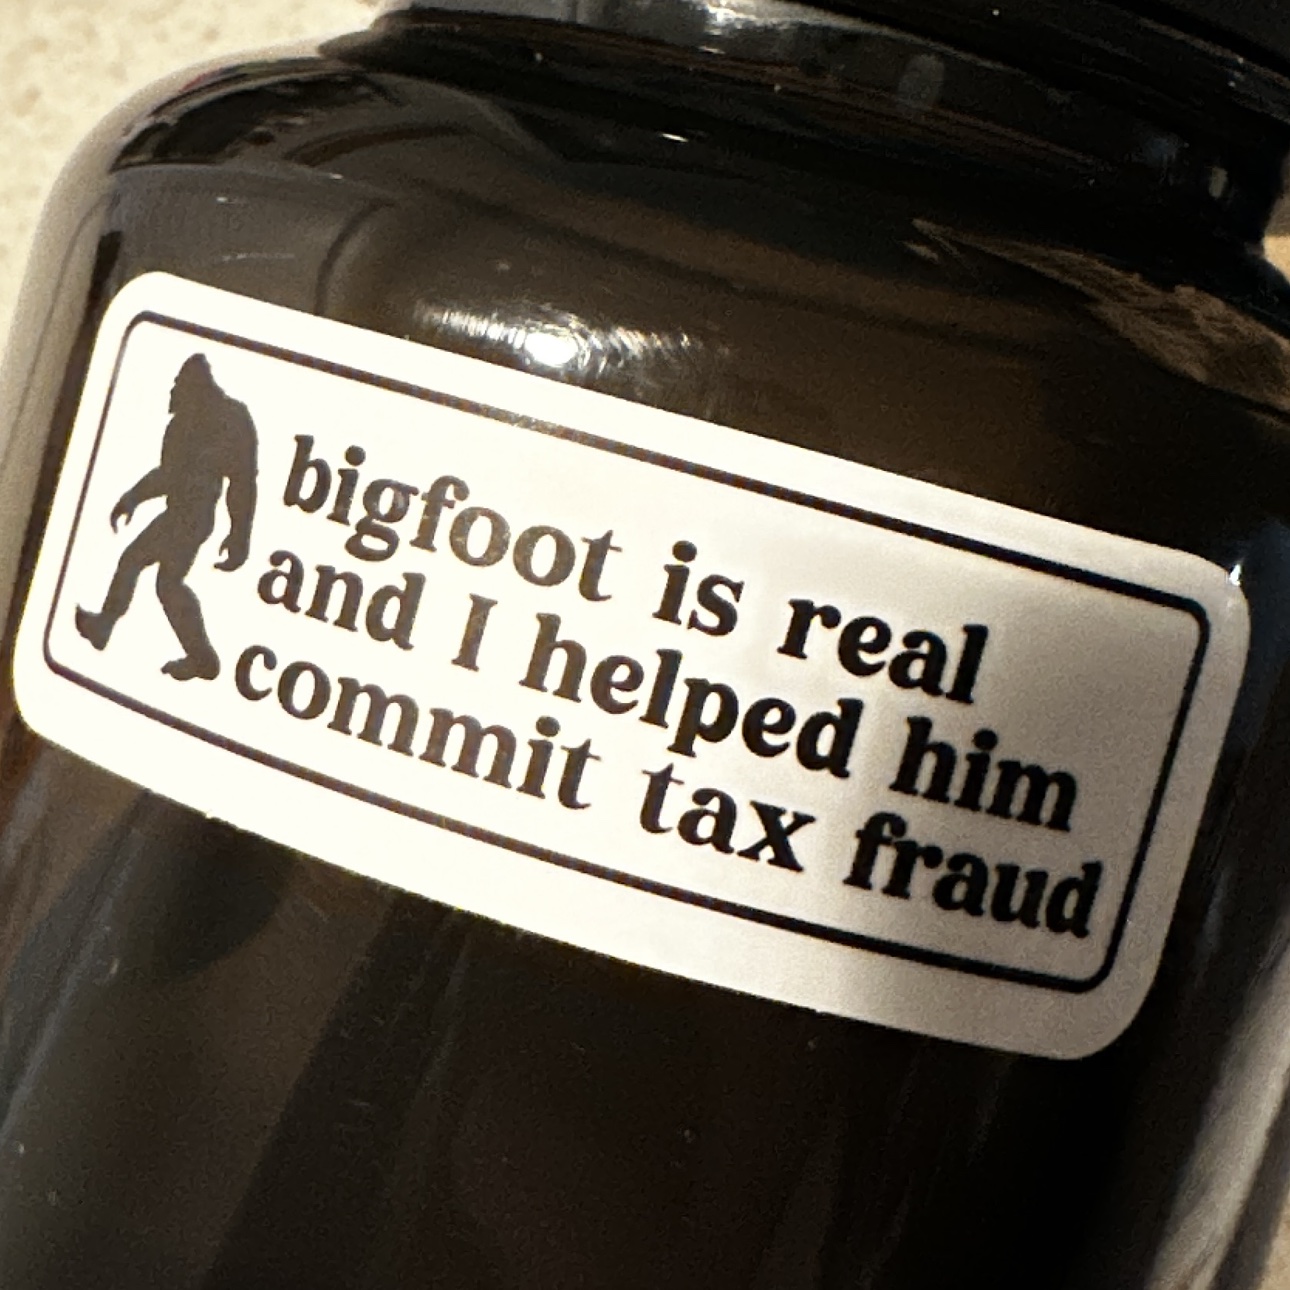 bigfoot is real
and I helped him
commit tax fraud